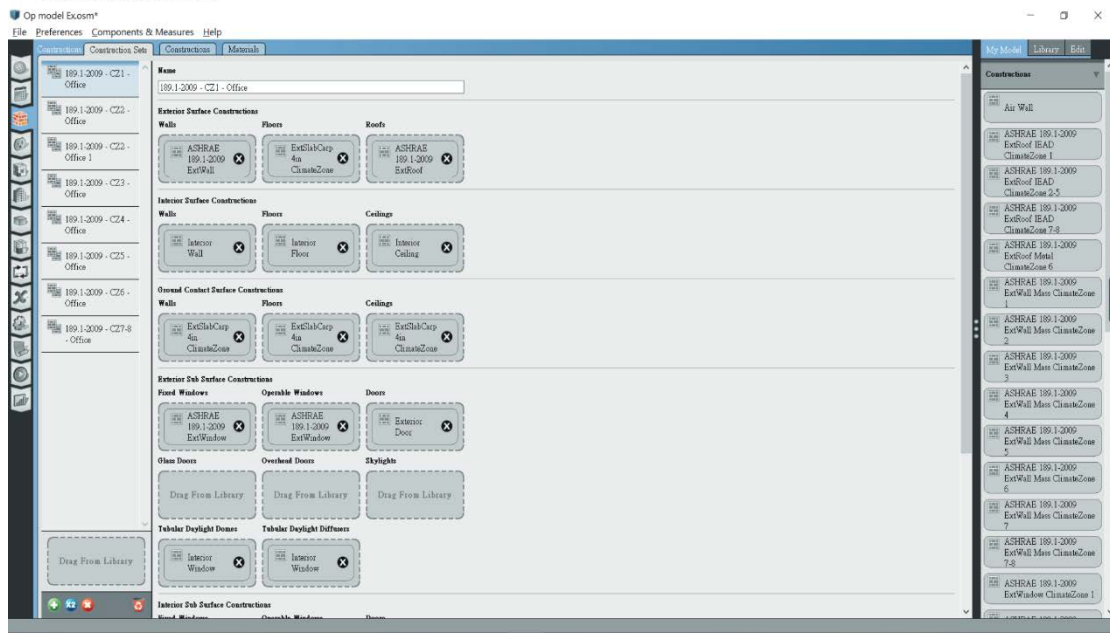 Op model Ex.osm*
File Preferences Components & Measures Help
Constructions Construction Sets Constructions Materials
My Model Library Edit
189.1-2009 - CZ1 -
Office
189.1-2009 - CZ2 -
Office
189.1-2009 - CZ2 -
Office 1
189.1-2009 - CZ3 -
Office
189.1-2009 - CZ4 -
Office
189.1-2009 - CZ5 -
Office
189.1-2009 - CZ6 -
Office
189.1-2009 - CZ7-8
- Office
Drag From Library
x2
Name
189.1-2009 - CZ1 - Office
Exterior Surface Constructions
Walls Floors Roofs
ASHRAE
189.1-2009
ExtWall
ExtSlabCarp
4in
ClimateZone
ASHRAE
189.1-2009
ExtRoof
Interior Surface Constructions
Walls Floors Ceilings
Interior
Wall
Interior
Floor
Interior
Ceiling
Ground Contact Surface Constructions
Walls Floors Ceilings
ExtSlabCarp
4in
ClimateZone
ExtSlabCarp
4in
ClimateZone
ExtSlabCarp
4in
ClimateZone
Exterior Sub Surface Constructions
Fixed Windows Operable Windows Doors
ASHRAE
189.1-2009
ExtWindow
ASHRAE
189.1-2009
ExtWindow
Exterior
Door
Glass Doors Overhead Doors Skylights
Drag From Library Drag From Library Drag From Library
Tubular Daylight Domes Tubular Daylight Diffusers
Interior
Window
Interior
Window
Interior Sub Surface Constructions
Fixed Windows Operable Windows Doors
Constructions
Air Wall
ASHRAE 189.1-2009
ExtRoof IEAD
ClimateZone 1
ASHRAE 189.1-2009
ExtRoof IEAD
ClimateZone 2-5
ASHRAE 189.1-2009
ExtRoof IEAD
ClimateZone 7-8
ASHRAE 189.1-2009
ExtRoof Metal
ClimateZone 6
ASHRAE 189.1-2009
ExtWall Mass ClimateZone
1
ASHRAE 189.1-2009
ExtWall Mass ClimateZone
2
ASHRAE 189.1-2009
ExtWall Mass ClimateZone
3
ASHRAE 189.1-2009
ExtWall Mass ClimateZone
4
ASHRAE 189.1-2009
ExtWall Mass ClimateZone
5
ASHRAE 189.1-2009
ExtWall Mass ClimateZone
6
ASHRAE 189.1-2009
ExtWall Mass ClimateZone
7
ASHRAE 189.1-2009
ExtWall Mass ClimateZone
7-8
ASHRAE 189.1-2009
ExtWindow ClimateZone 1